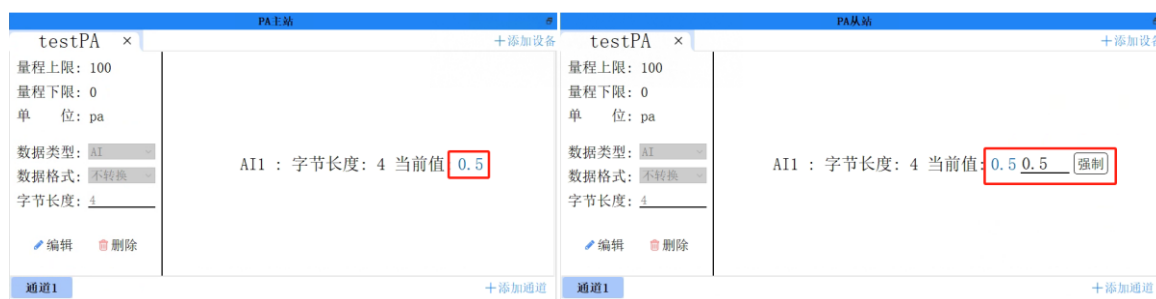 PA主站
testPA ×
+添加设备
量程上限: 100
量程下限: 0
单 位: pa
数据类型: AI
数据格式: 不转换
字节长度: 4
编辑 删除
AI1 : 字节长度: 4 当前值 0.5
通道1
+添加通道
PA从站
testPA ×
+添加设
量程上限: 100
量程下限: 0
单 位: pa
数据类型: AI
数据格式: 不转换
字节长度: 4
编辑 删除
AI1 : 字节长度: 4 当前值: 0.5 0.5 强制
通道1
+添加通道